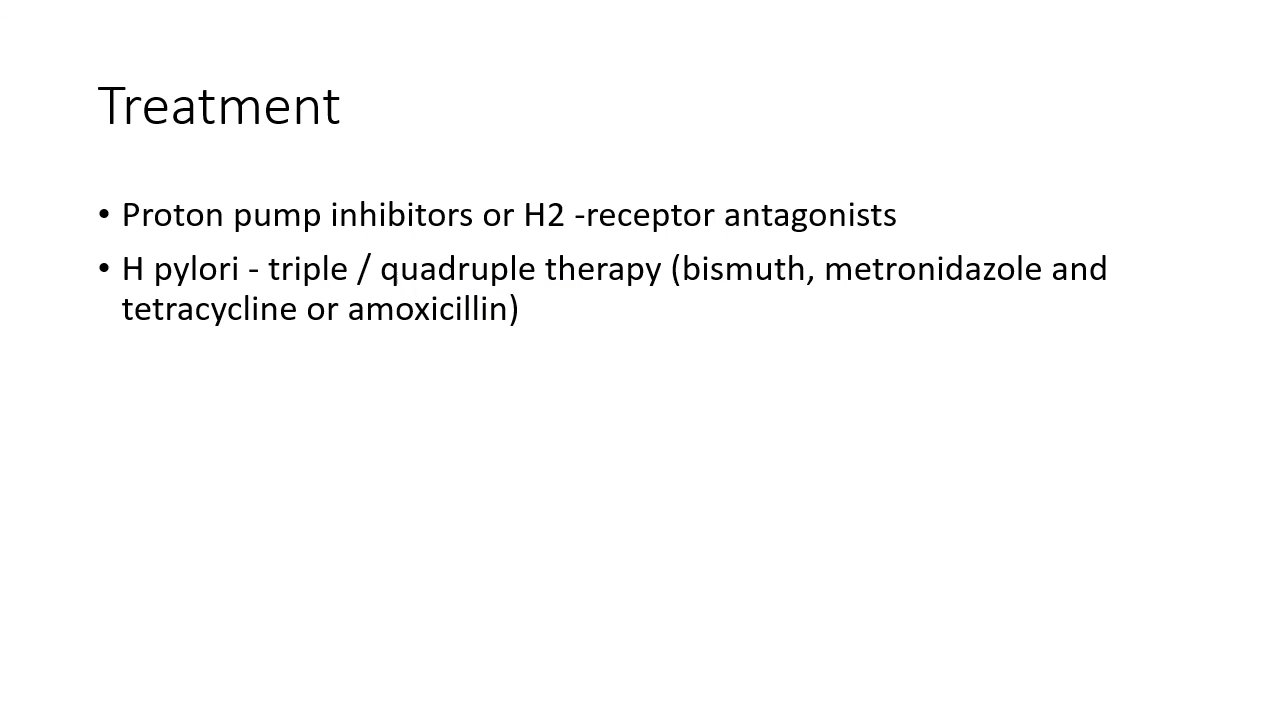 Treatment
• Proton pump inhibitors or H2 -receptor antagonists
• H pylori - triple / quadruple therapy (bismuth, metronidazole and
tetracycline or amoxicillin)